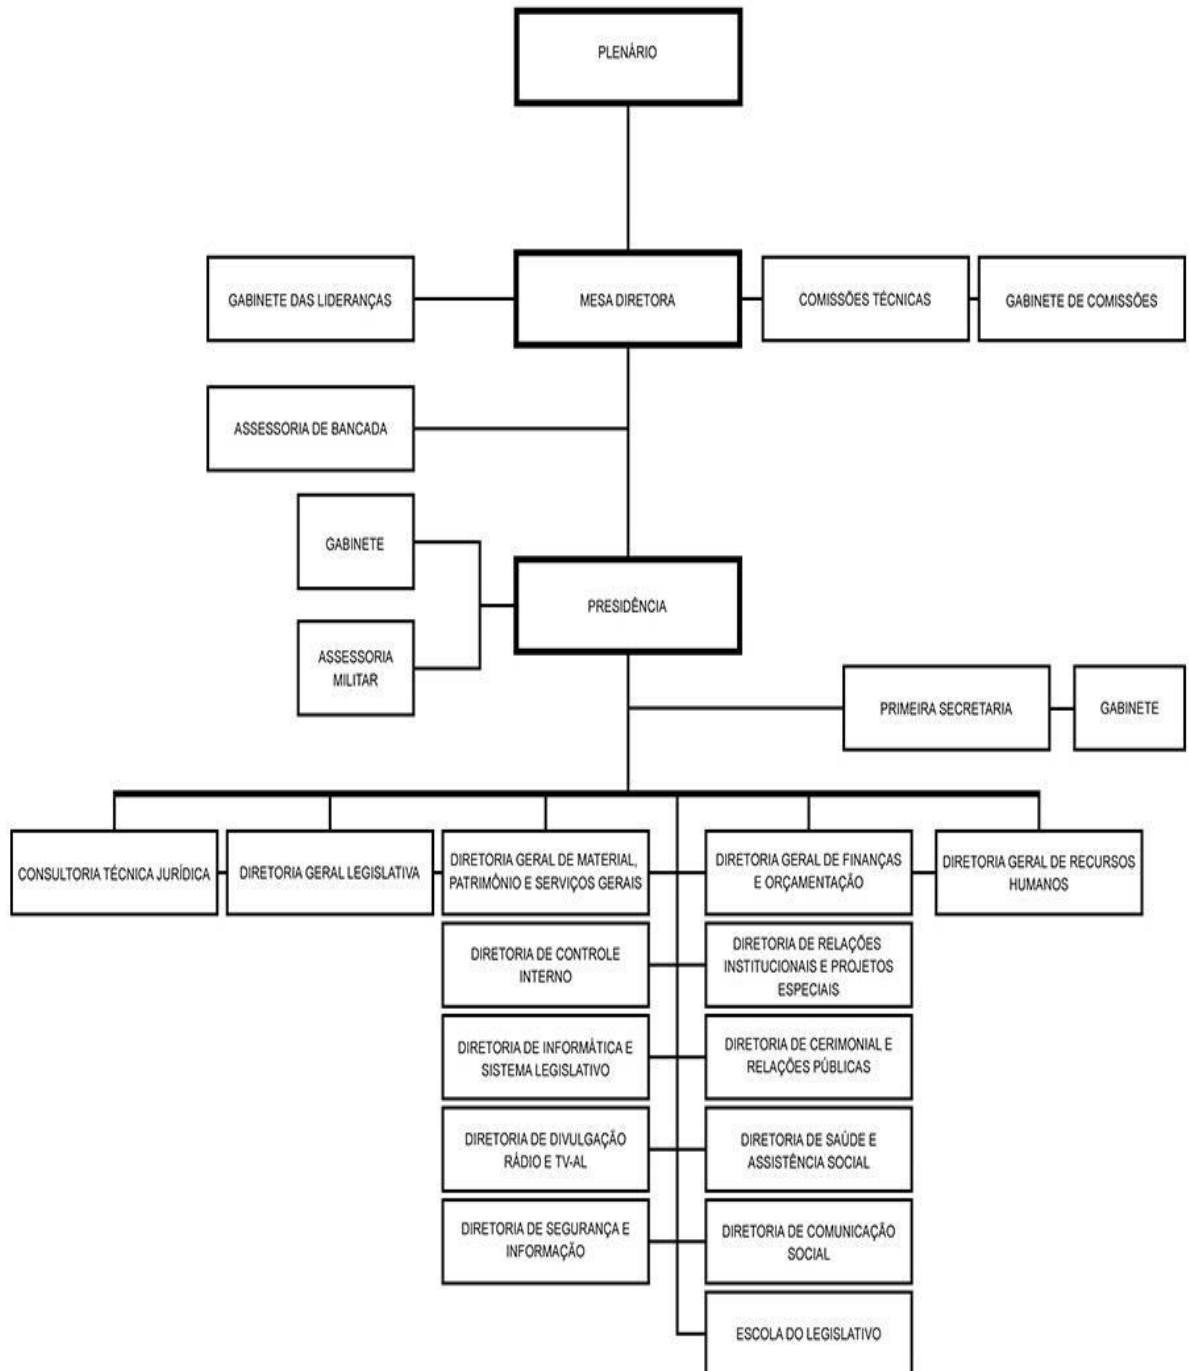 PLENÁRIO
GABINETE DAS LIDERANÇAS
MESA DIRETORA
COMISSÕES TÉCNICAS
GABINETE DE COMISSÕES
ASSESSORIA DE BANCADA
GABINETE
PRESIDÊNCIA
ASSESSORIA
MILITAR
PRIMEIRA SECRETARIA
GABINETE
CONSULTORIA TÉCNICA JURÍDICA
DIRETORIA GERAL LEGISLATIVA
DIRETORIA GERAL DE MATERIAL,
PATRIMÔNIO E SERVIÇOS GERAIS
DIRETORIA GERAL DE FINANÇAS
E ORÇAMENTAÇÃO
DIRETORIA GERAL DE RECURSOS
HUMANOS
DIRETORIA DE CONTROLE
INTERNO
DIRETORIA DE RELAÇÕES
INSTITUCIONAIS E PROJETOS
ESPECIAIS
DIRETORIA DE INFORMÁTICA E
SISTEMA LEGISLATIVO
DIRETORIA DE CERIMONIAL E
RELAÇÕES PÚBLICAS
DIRETORIA DE DIVULGAÇÃO
RÁDIO E TV-AL
DIRETORIA DE SAÚDE E
ASSISTÊNCIA SOCIAL
DIRETORIA DE SEGURANÇA E
INFORMAÇÃO
DIRETORIA DE COMUNICAÇÃO
SOCIAL
ESCOLA DO LEGISLATIVO